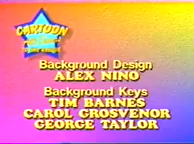 CARTOON
Background Design
ALEX NINO
Background Keys
TIM BARNES
CAROL GROSVENOR
GEORGE TAYLOR